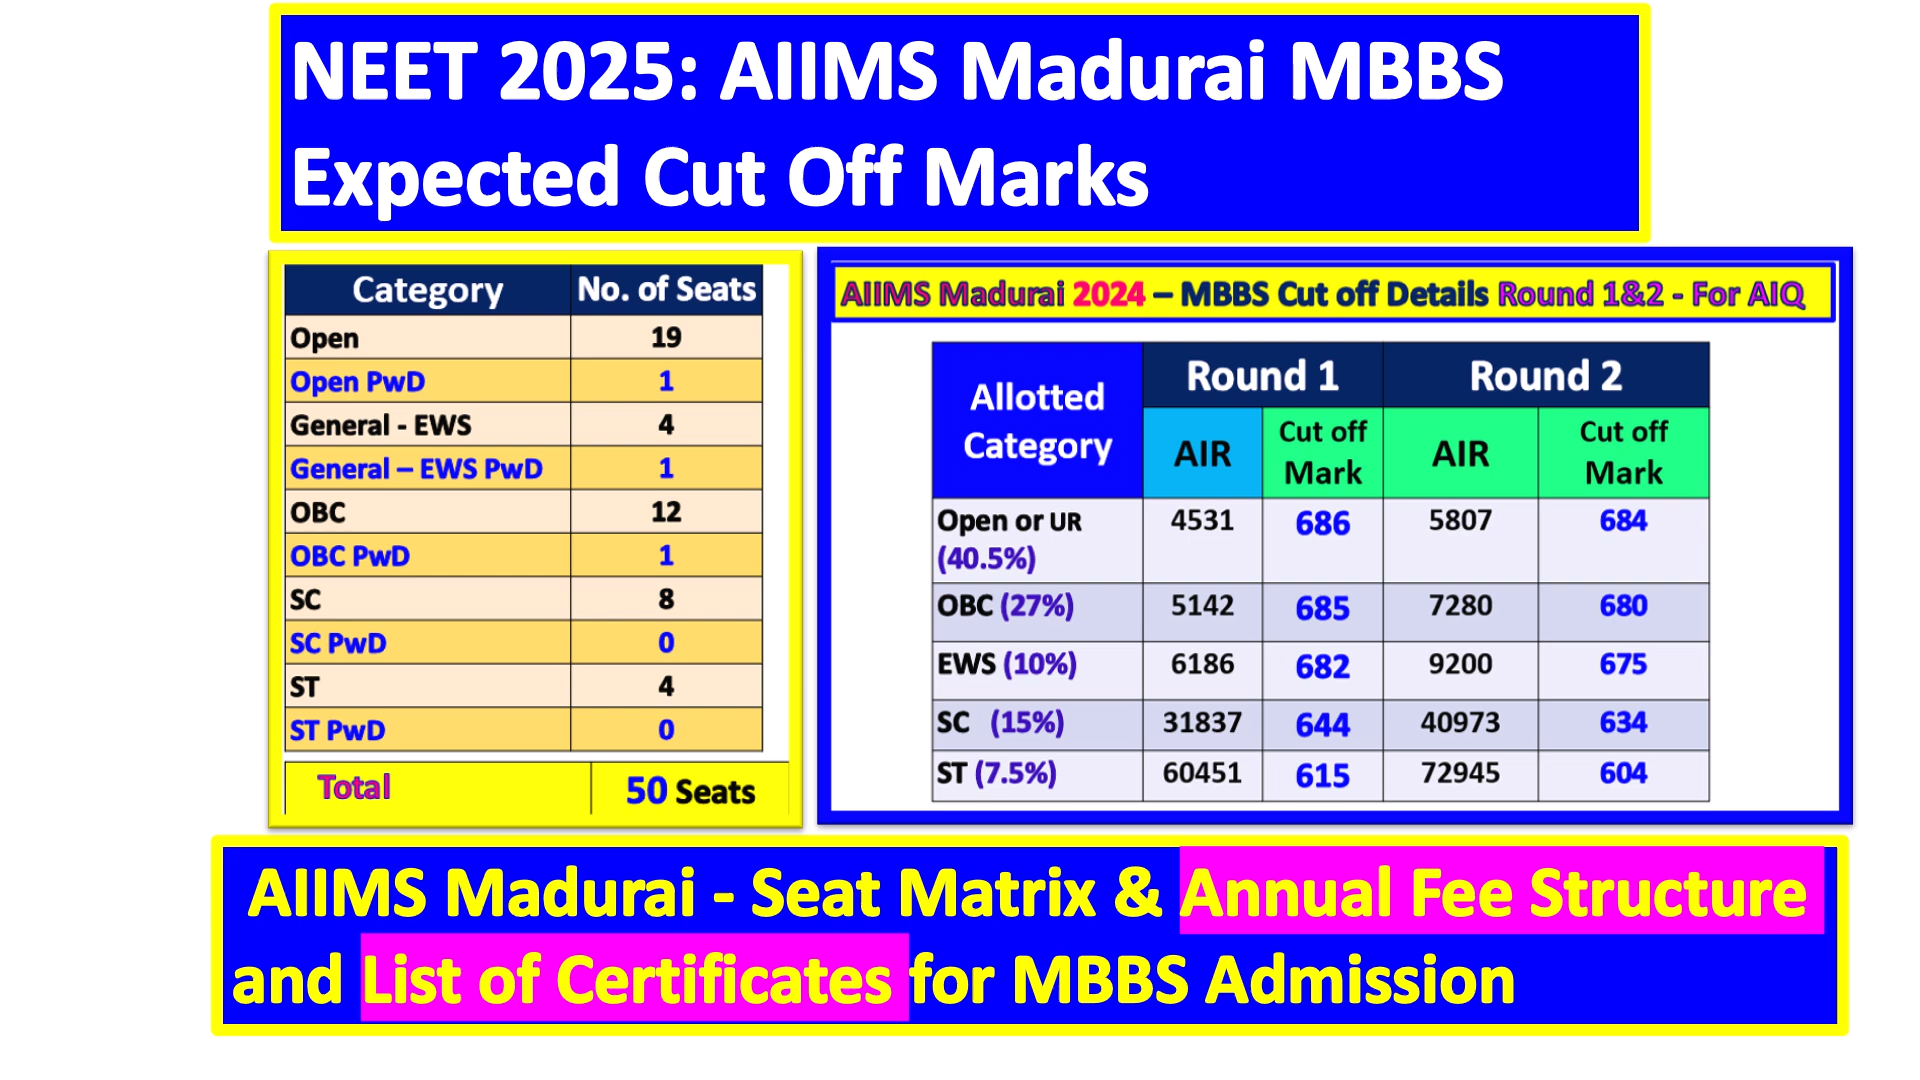 NEET 2025: AIIMS Madurai MBBS
Expected Cut Off Marks
Category No. of Seats
Open 19
Open PwD 1
General - EWS 4
General – EWS PwD 1
OBC 12
OBC PwD 1
SC 8
SC PwD 0
ST 4
ST PwD 0
Total 50 Seats
AIIMS Madurai 2024 – MBBS Cut off Details Round 1&2 - For AIQ
Allotted Category Round 1 Round 2
AIR Cut off Mark AIR Cut off Mark
Open or UR (40.5%) 4531 686 5807 684
OBC (27%) 5142 685 7280 680
EWS (10%) 6186 682 9200 675
SC (15%) 31837 644 40973 634
ST (7.5%) 60451 615 72945 604
AIIMS Madurai - Seat Matrix & Annual Fee Structure
and List of Certificates for MBBS Admission